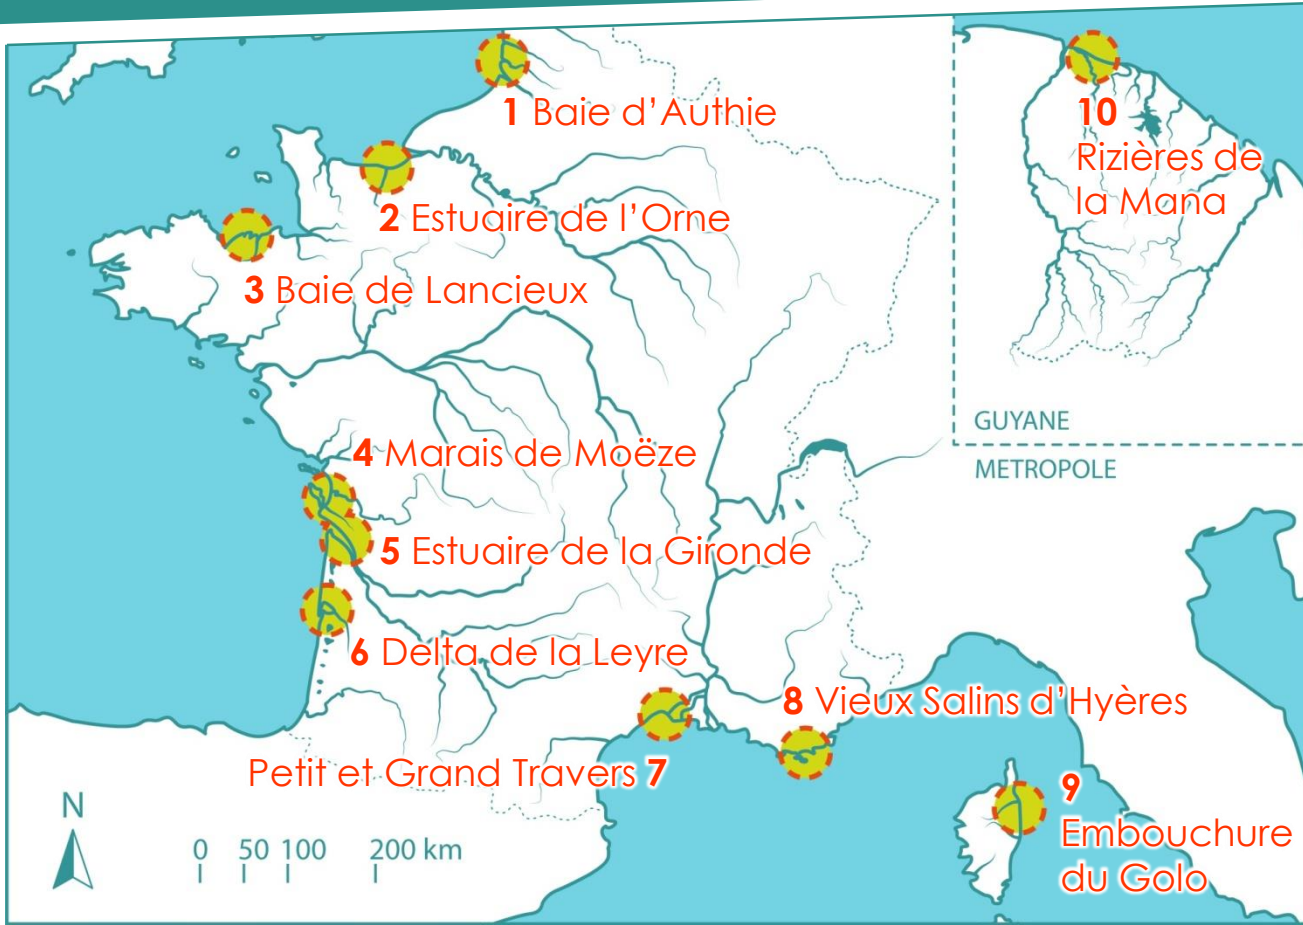 1 Baie d’Authie
10
Rizières de
la Mana
2 Estuaire de l’Orne
3 Baie de Lancieux
GUYANE
METROPOLE
4 Marais de Moëze
5 Estuaire de la Gironde
6 Delta de la Leyre
8 Vieux Salins d’Hyères
Petit et Grand Travers 7
9
Embouchure
du Golo
N
0 50 100 200 km